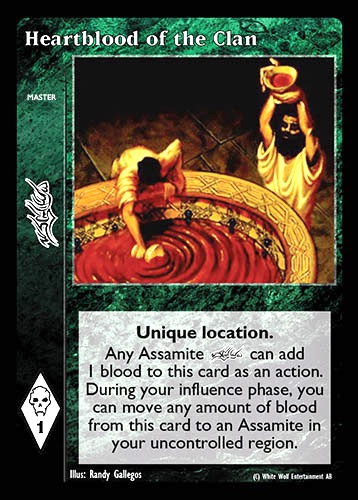 Heartblood of the Clan
MASTER
Unique location.
Any Assamite can add
1 blood to this card as an action.
During your influence phase, you
can move any amount of blood
from this card to an Assamite in
your uncontrolled region.
1
Illus: Randy Gallegos
(C) White Wolf Entertainment AB